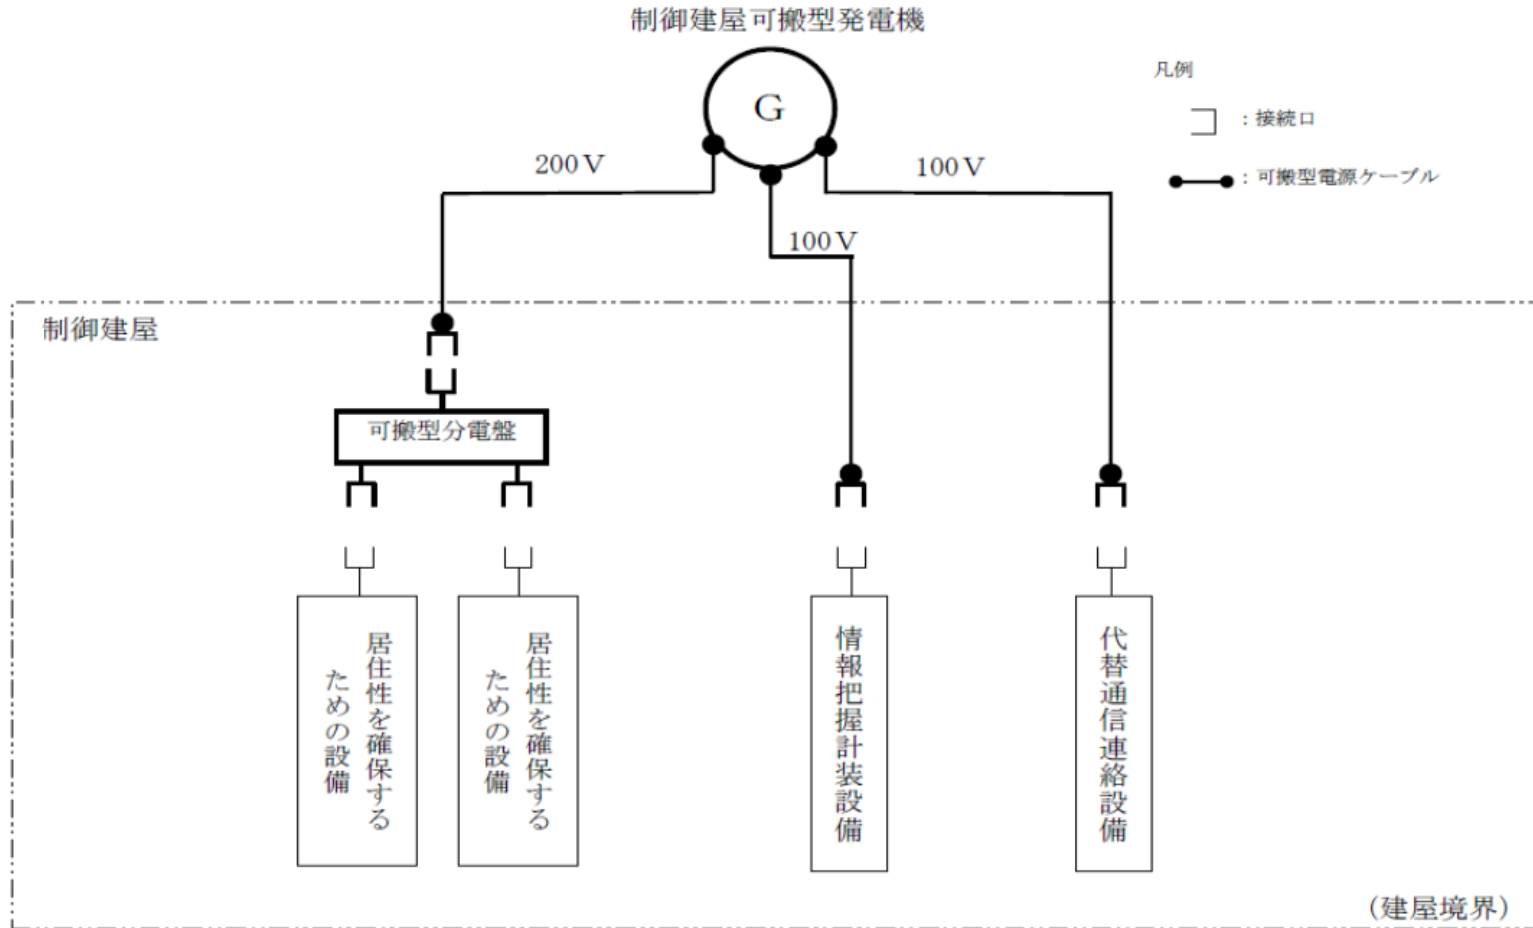 制御建屋可搬型発電機
G
凡例
：接続口
：可搬型電源ケーブル
200V
100V
100V
制御建屋
可搬型分電盤
居住性を確保する
ための設備
居住性を確保する
ための設備
情報把握計装設備
代替通信連絡設備
（建屋境界）